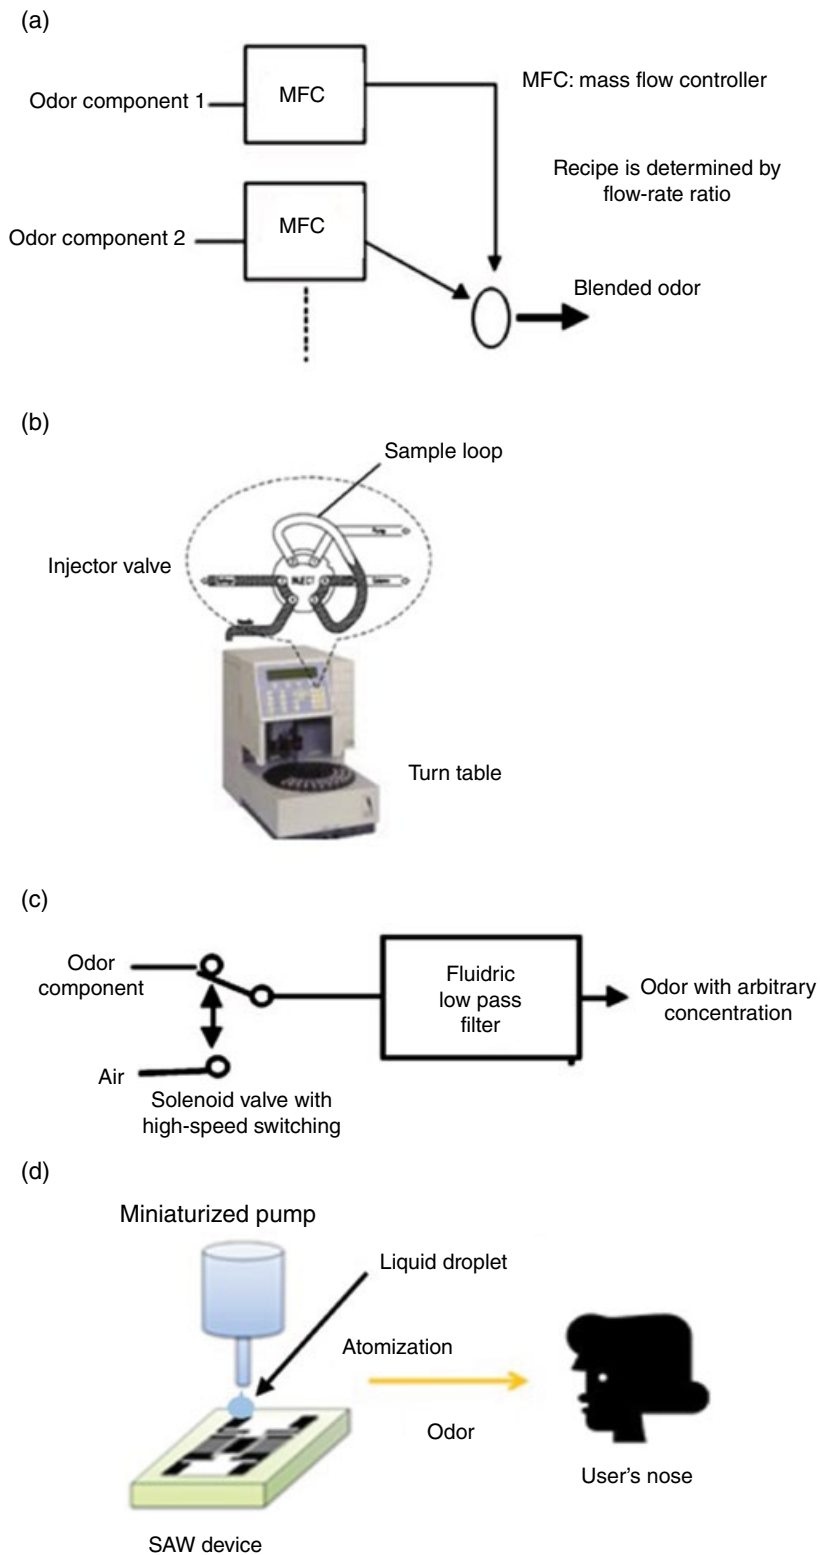 (a)
Odor component 1
MFC
MFC: mass flow controller
Recipe is determined by
flow-rate ratio
Odor component 2
MFC
Blended odor
(b)
Sample loop
Injector valve
INJECT
Turn table
(c)
Odor
component
Fluidric
low pass
filter
Odor with arbitrary
concentration
Air
Solenoid valve with
high-speed switching
(d)
Miniaturized pump
Liquid droplet
Atomization
Odor
User's nose
SAW device